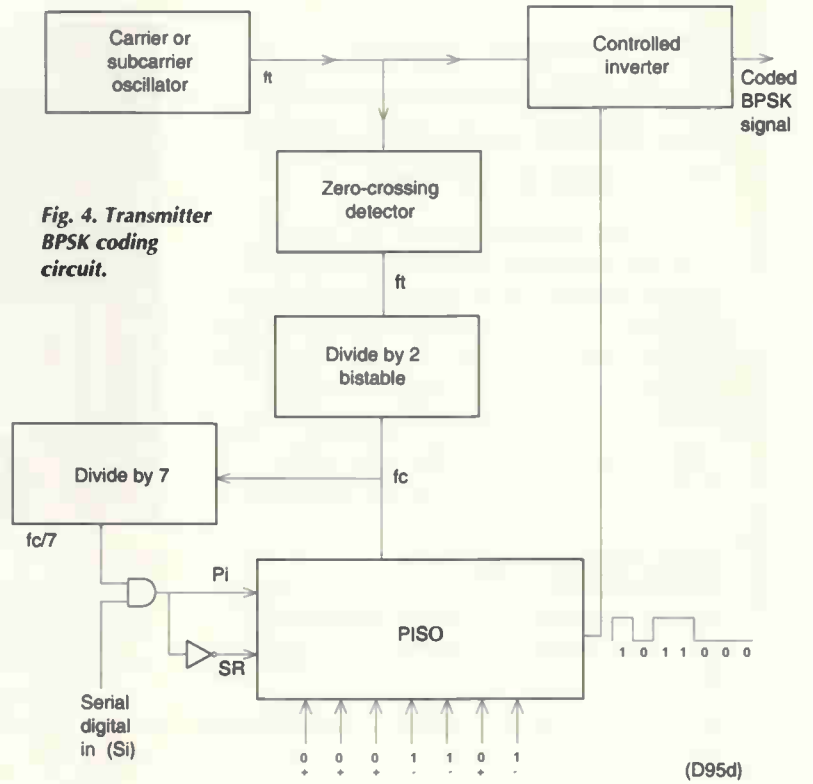 Carrier or
subcarrier
oscillator
ft
Controlled
inverter
Coded
BPSK
signal
Zero-crossing
detector
Fig. 4. Transmitter
BPSK coding
circuit.
ft
Divide by 2
bistable
Divide by 7
fc
fc/7
Pi
PISO
SR
1 0 1 1 0 0 0
Serial
digital
in (Si)
0 0 0 1 1 0 1
+ + + - - + -
(D95d)